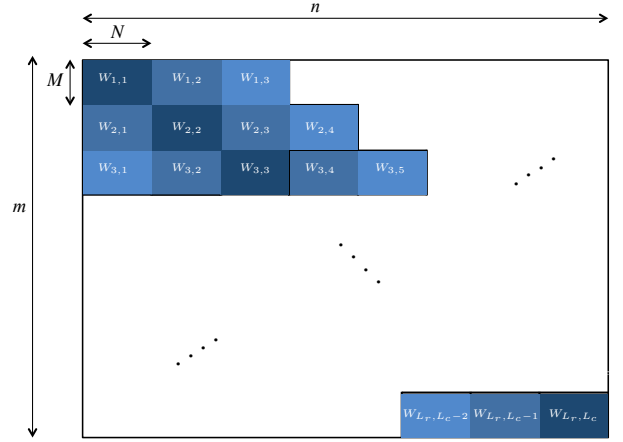 n
N
M
W_{1,1} W_{1,2} W_{1,3}
W_{2,1} W_{2,2} W_{2,3} W_{2,4}
W_{3,1} W_{3,2} W_{3,3} W_{3,4} W_{3,5}
m
W_{L_r,L_c-2} W_{L_r,L_c-1} W_{L_r,L_c}